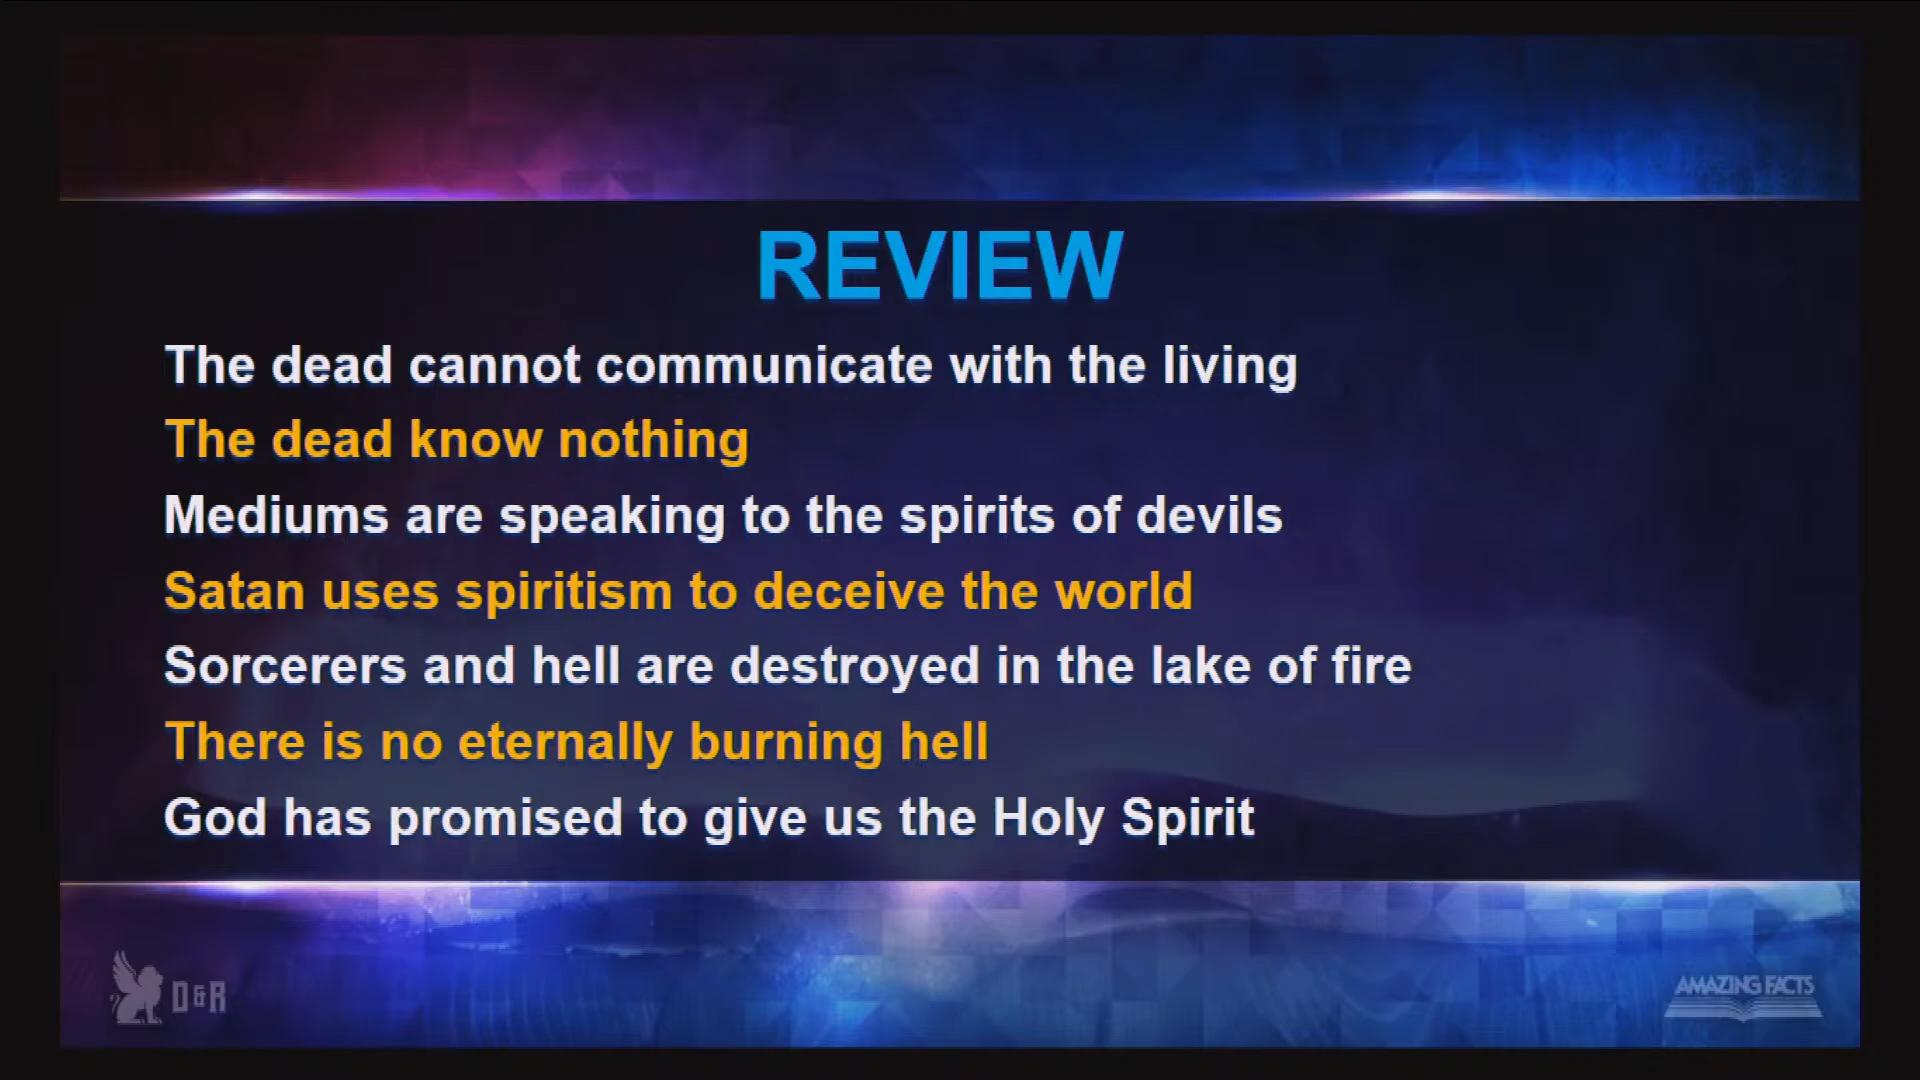 REVIEW
The dead cannot communicate with the living
The dead know nothing
Mediums are speaking to the spirits of devils
Satan uses spiritism to deceive the world
Sorcerers and hell are destroyed in the lake of fire
There is no eternally burning hell
God has promised to give us the Holy Spirit
D&R
AMAZING FACTS